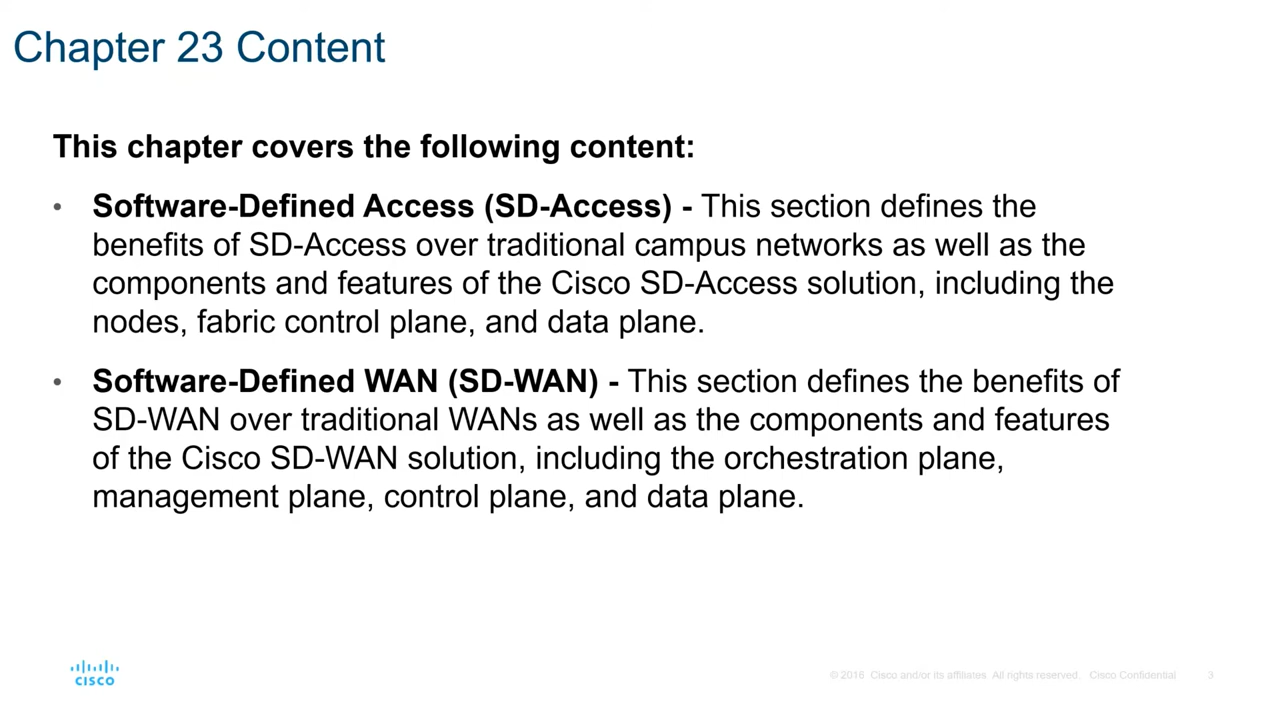 Chapter 23 Content
This chapter covers the following content:
• Software-Defined Access (SD-Access) - This section defines the
benefits of SD-Access over traditional campus networks as well as the
components and features of the Cisco SD-Access solution, including the
nodes, fabric control plane, and data plane.
• Software-Defined WAN (SD-WAN) - This section defines the benefits of
SD-WAN over traditional WANs as well as the components and features
of the Cisco SD-WAN solution, including the orchestration plane,
management plane, control plane, and data plane.
CISCO
© 2016 Cisco and/or its affiliates. All rights reserved. Cisco Confidential 3